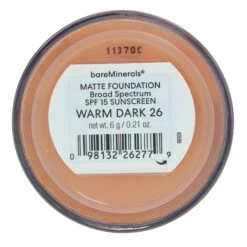 11370C
bareMinerals®
MATTE FOUNDATION
Broad Spectrum
SPF 15 SUNSCREEN
WARM DARK 26
net wt. 6 g / 0.21 oz.
0 98132 26277 9